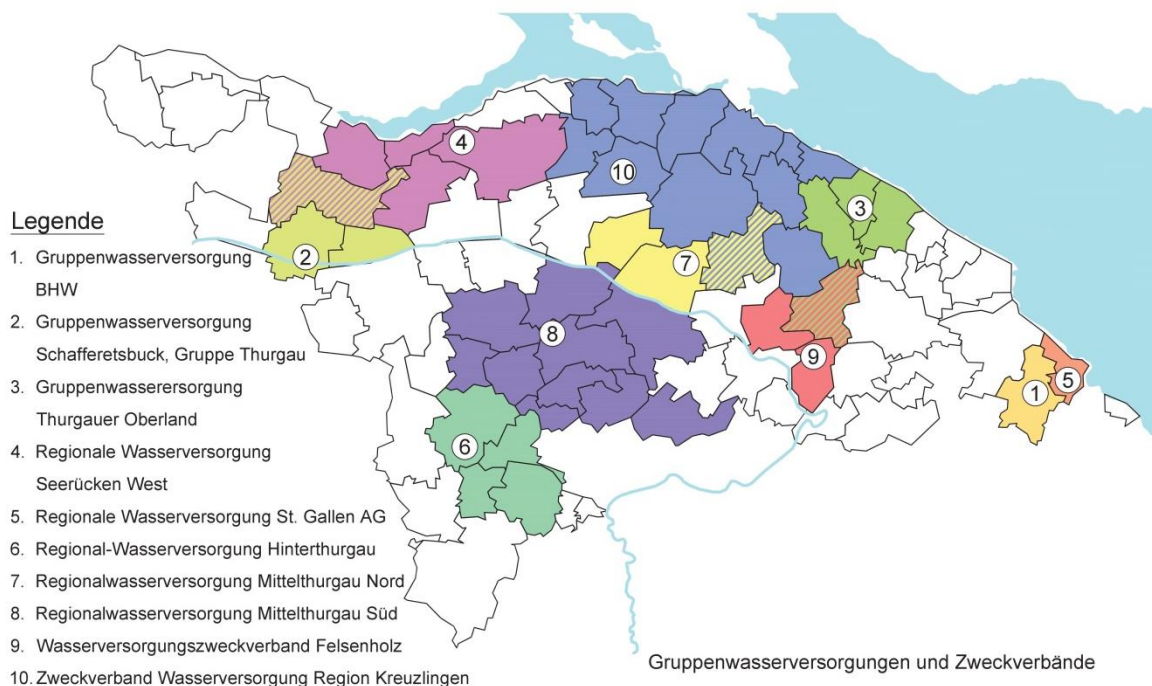 4
10
3
Legende
2
7
1. Gruppenwasserversorgung
BHW
2. Gruppenwasserversorgung
Schafferetsbuck, Gruppe Thurgau
8
9
3. Gruppenwasserersorgung
Thurgauer Oberland
1
5
4. Regionale Wasserversorgung
Seerücken West
6
5. Regionale Wasserversorgung St. Gallen AG
6. Regional-Wasserversorgung Hinterthurgau
7. Regionalwasserversorgung Mittelthurgau Nord
8. Regionalwasserversorgung Mittelthurgau Süd
9. Wasserversorgungszweckverband Felsenholz
10. Zweckverband Wasserversorgung Region Kreuzlingen
Gruppenwasserversorgungen und Zweckverbände